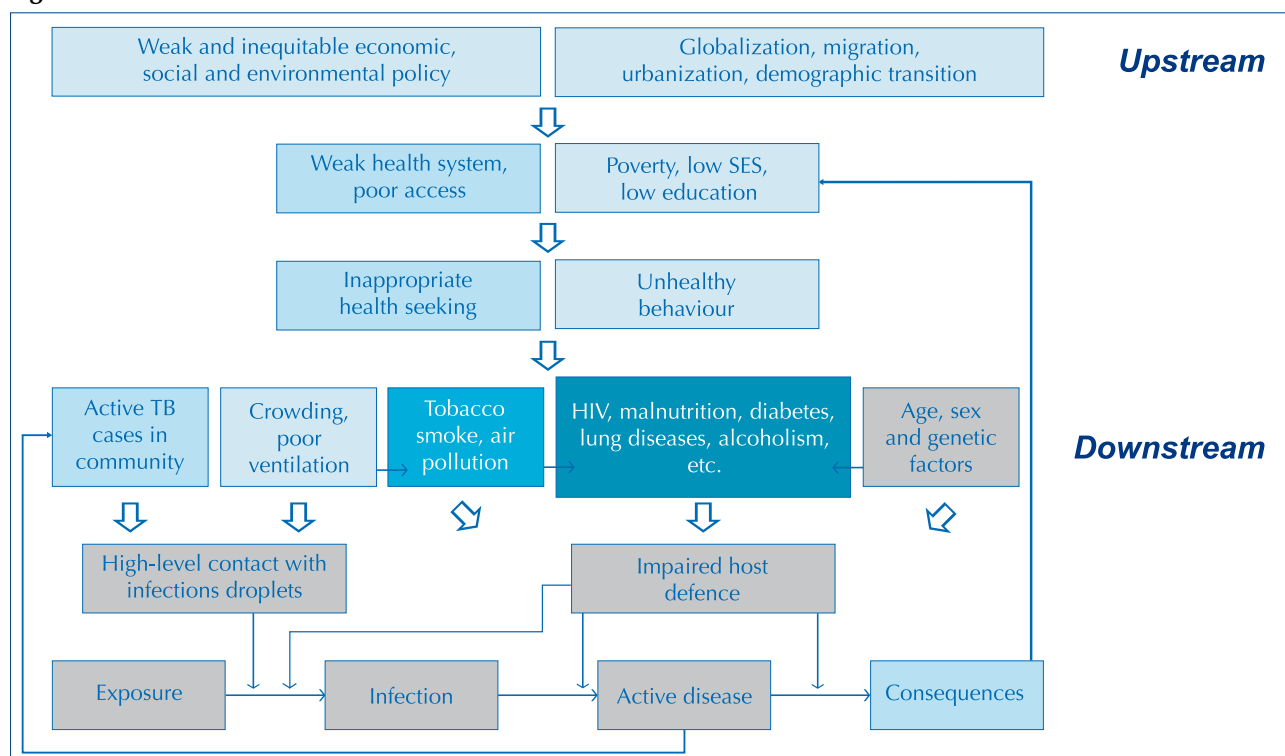 Weak and inequitable economic,
social and environmental policy
Globalization, migration,
urbanization, demographic transition
Upstream
Weak health system,
poor access
Poverty, low SES,
low education
Inappropriate
health seeking
Unhealthy
behaviour
Active TB
cases in
community
Crowding,
poor
ventilation
Tobacco
smoke, air
pollution
HIV, malnutrition, diabetes,
lung diseases, alcoholism,
etc.
Age, sex
and genetic
factors
Downstream
High-level contact with
infections droplets
Impaired host
defence
Exposure
Infection
Active disease
Consequences